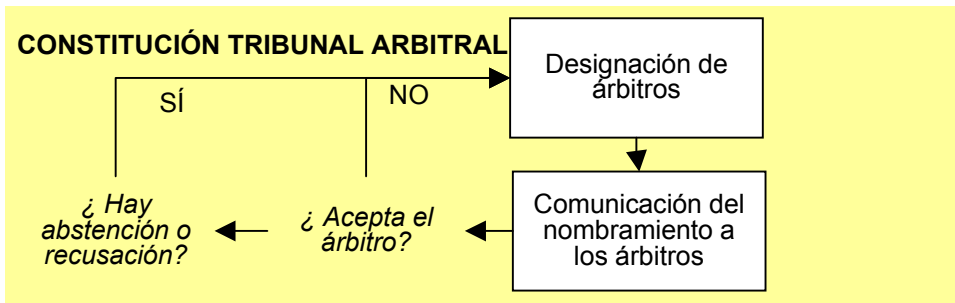 CONSTITUCIÓN TRIBUNAL ARBITRAL
Designación de
árbitros
SÍ
NO
Comunicación del
nombramiento a
los árbitros
¿ Acepta el
árbitro?
¿ Hay
abstención o
recusación?